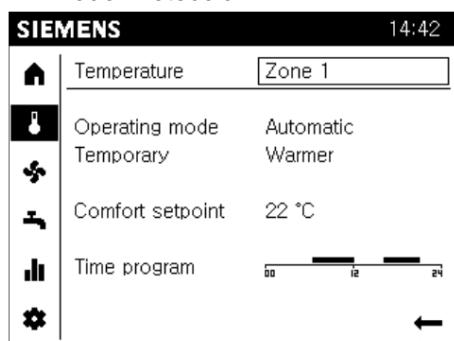 SIEMENS 14:42
Temperature Zone 1
Operating mode Automatic
Temporary Warmer
Comfort setpoint 22 °C
Time program
00 12 24